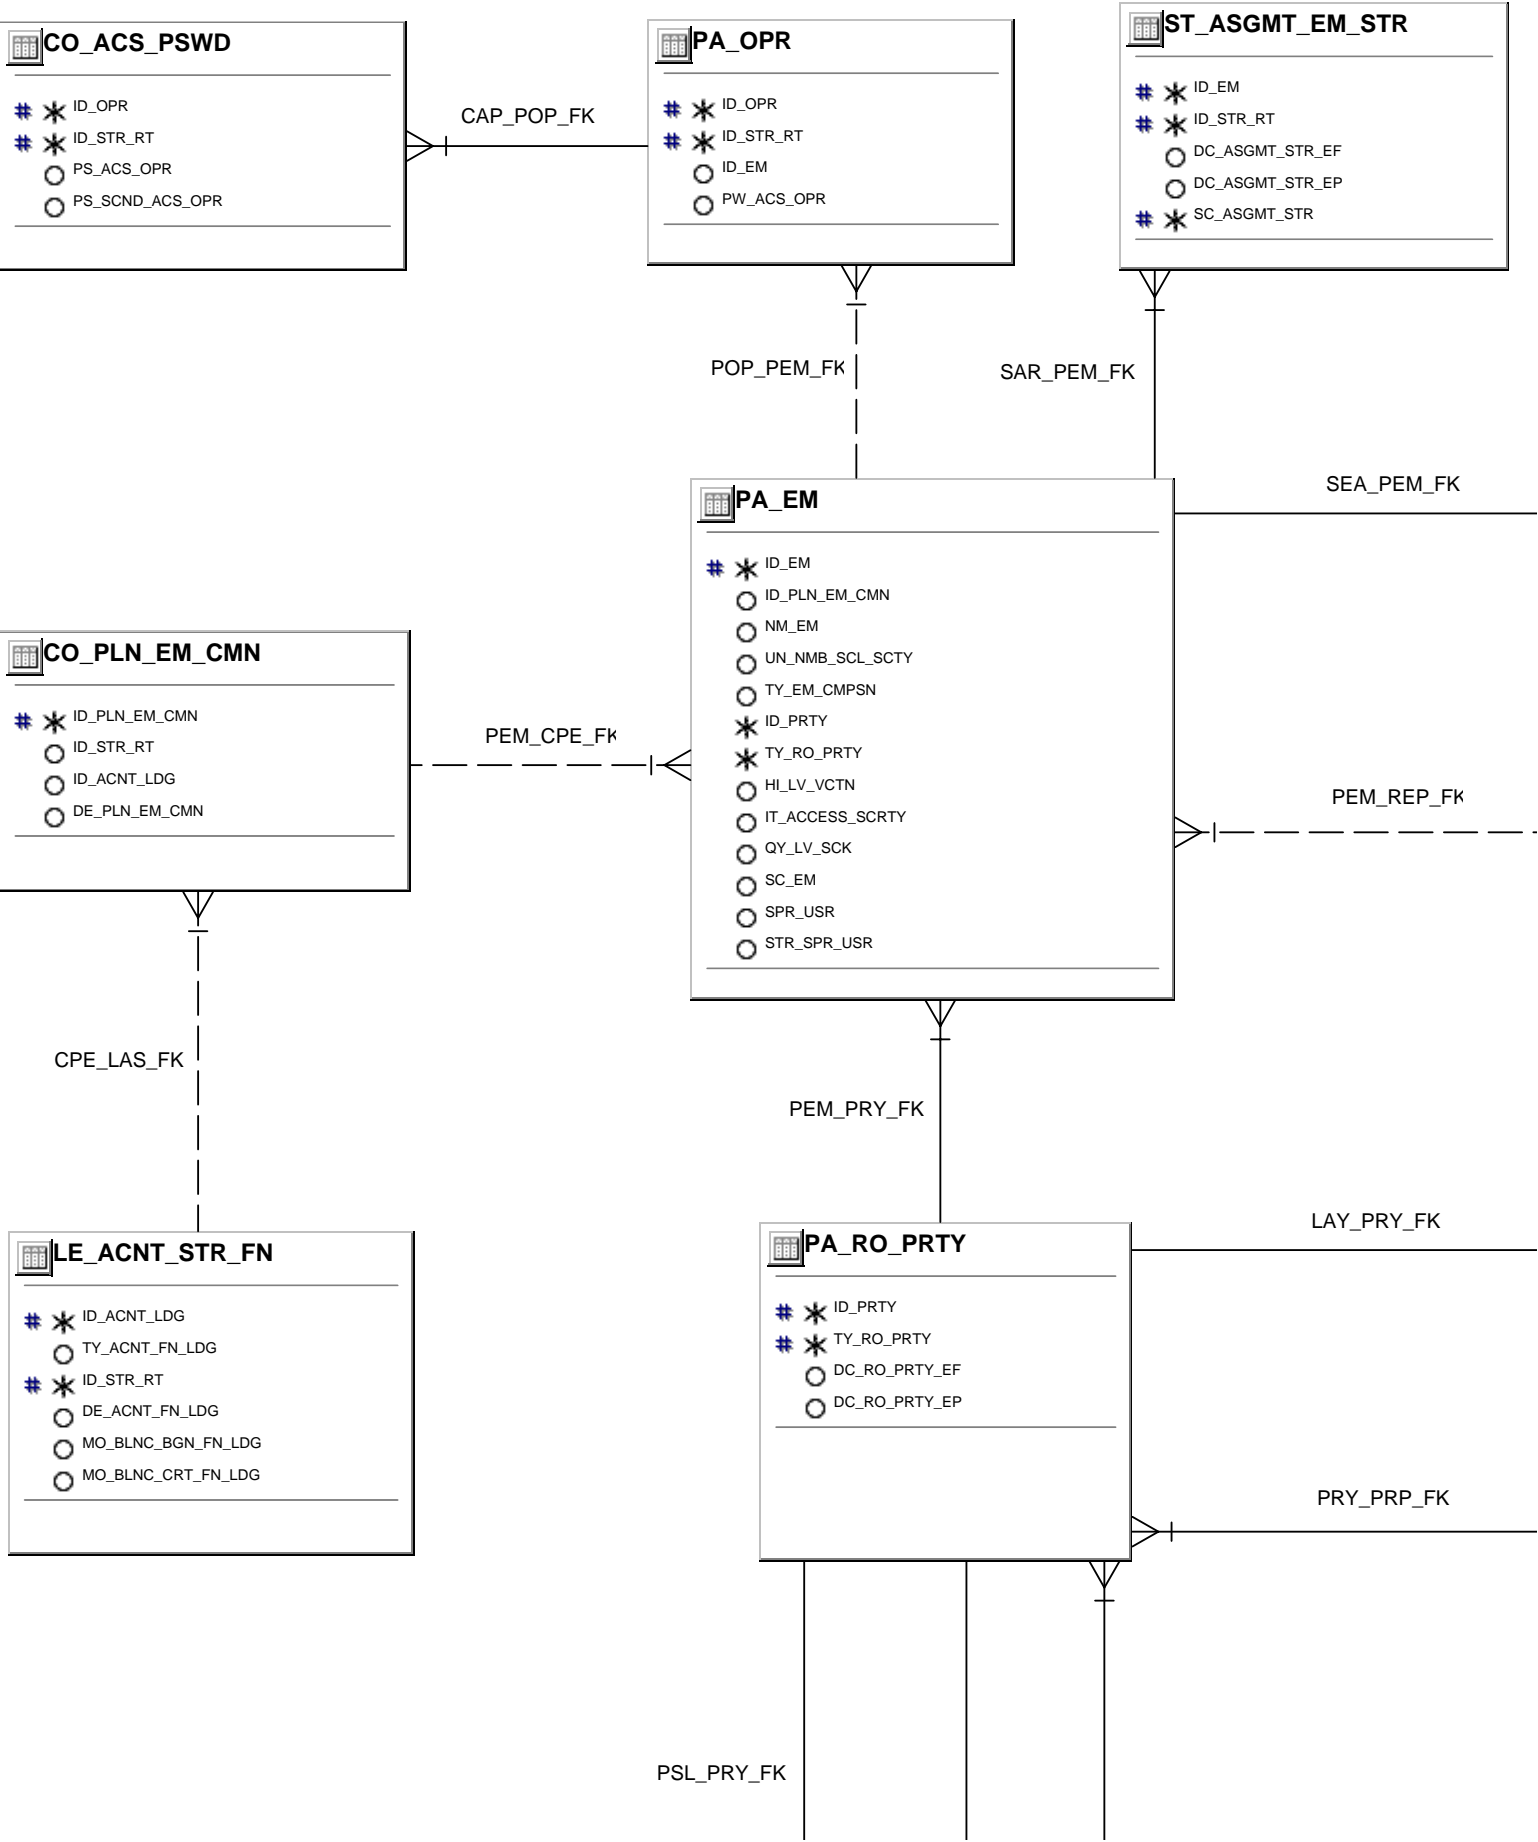 CO_ACS_PSWD
# * ID_OPR
# * ID_STR_RT
PS_ACS_OPR
PS_SCND_ACS_OPR
CAP_POP_FK
PA_OPR
# * ID_OPR
# * ID_STR_RT
ID_EM
PW_ACS_OPR
ST_ASGMT_EM_STR
# * ID_EM
# * ID_STR_RT
DC_ASGMT_STR_EF
DC_ASGMT_STR_EP
# * SC_ASGMT_STR
POP_PEM_FK
SAR_PEM_FK
SEA_PEM_FK
PA_EM
# * ID_EM
ID_PLN_EM_CMN
NM_EM
UN_NMB_SCL_SCTY
TY_EM_CMPSN
* ID_PRTY
* TY_RO_PRTY
HI_LV_VCTN
IT_ACCESS_SCRTY
QY_LV_SCK
SC_EM
SPR_USR
STR_SPR_USR
CO_PLN_EM_CMN
# * ID_PLN_EM_CMN
ID_STR_RT
ID_ACNT_LDG
DE_PLN_EM_CMN
PEM_CPE_FK
PEM_REP_FK
CPE_LAS_FK
PEM_PRY_FK
LE_ACNT_STR_FN
# * ID_ACNT_LDG
TY_ACNT_FN_LDG
# * ID_STR_RT
DE_ACNT_FN_LDG
MO_BLNC_BGN_FN_LDG
MO_BLNC_CRT_FN_LDG
PA_RO_PRTY
# * ID_PRTY
# * TY_RO_PRTY
DC_RO_PRTY_EF
DC_RO_PRTY_EP
LAY_PRY_FK
PRY_PRP_FK
PSL_PRY_FK